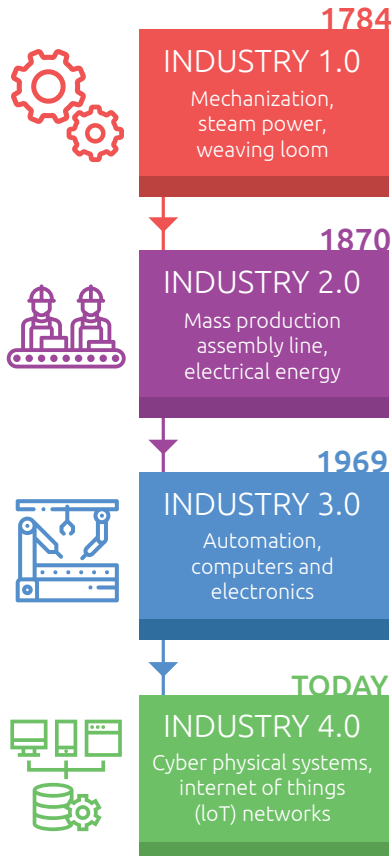 1784
INDUSTRY 1.0
Mechanization,
steam power,
weaving loom
1870
INDUSTRY 2.0
Mass production
assembly line,
electrical energy
1969
INDUSTRY 3.0
Automation,
computers and
electronics
TODAY
INDUSTRY 4.0
Cyber physical systems,
internet of things
(loT) networks